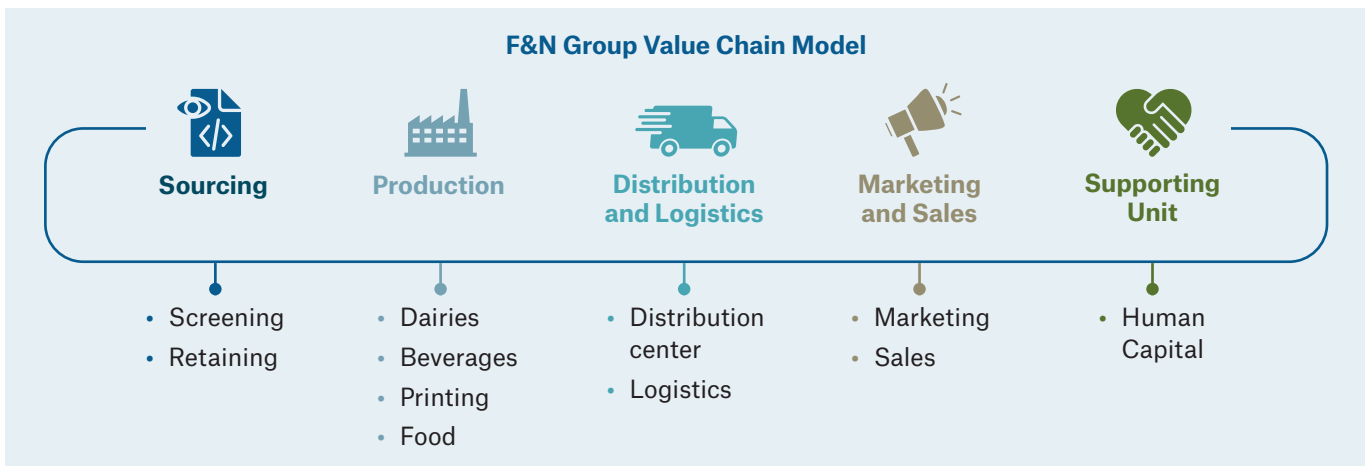 F&N Group Value Chain Model
</>
Sourcing
Production
Distribution
and Logistics
Marketing
and Sales
Supporting
Unit
• Screening
• Retaining
• Dairies
• Beverages
• Printing
• Food
• Distribution
center
• Logistics
• Marketing
• Sales
• Human
Capital